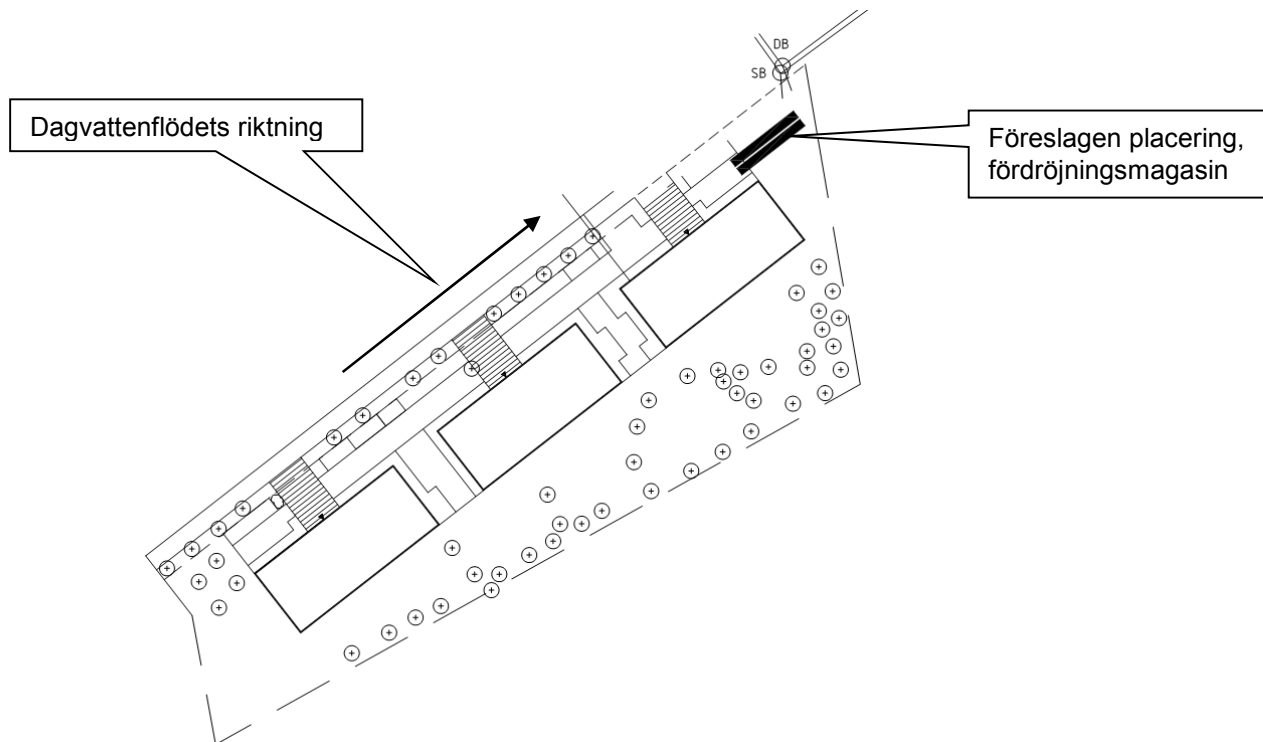 DB
SB
Dagvattenflödets riktning
Föreslagen placering,
fördröjningsmagasin